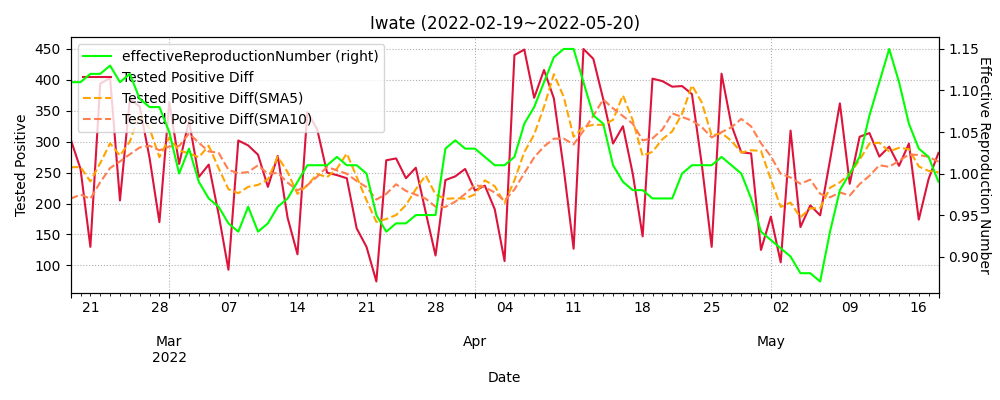 Iwate (2022-02-19~2022-05-20)
effectiveReproductionNumber (right)
Tested Positive Diff
Tested Positive Diff(SMA5)
Tested Positive Diff(SMA10)
Tested Positive
450
400
350
300
250
200
150
100
1.15
1.10
1.05
1.00
0.95
0.90
Effective Reproduction Number
21 28 07 14 21 28 04 11 18 25 02 09 16
Mar Apr May
2022
Date